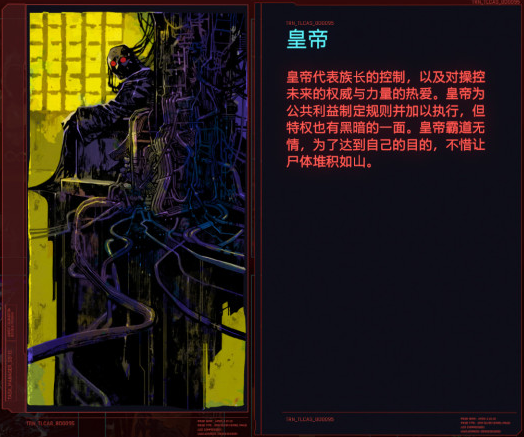 TRN_TLCAS_800095
皇帝
皇帝代表族长的控制，以及对操控
未来的权威与力量的热爱。皇帝为
公共利益制定规则并加以执行，但
特权也有黑暗的一面。皇帝霸道无
情，为了达到自己的目的，不惜让
尸体堆积如山。
TRN_TLCAS_800095
TRN_TLCAS_800095